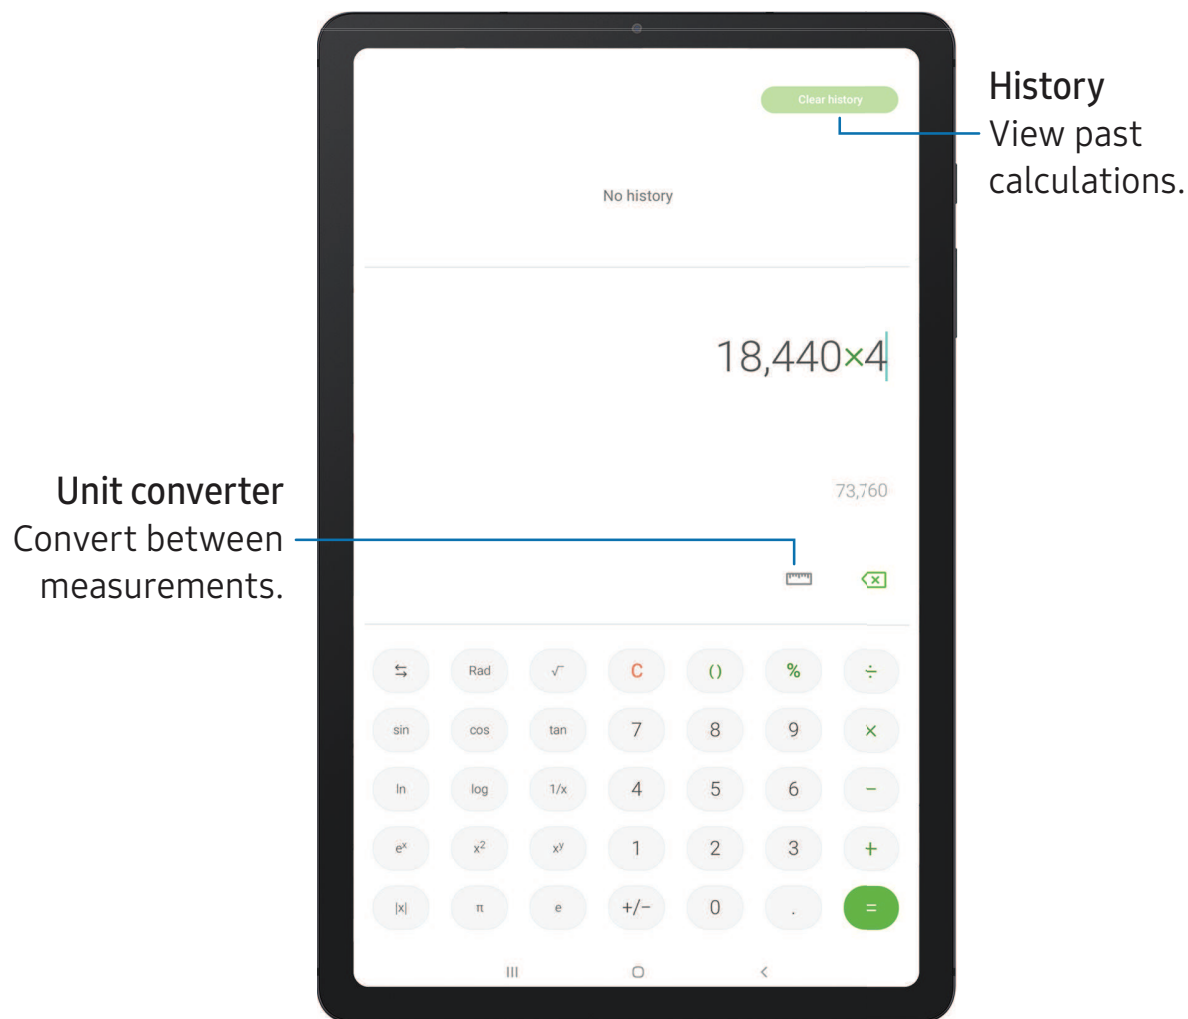 Clear history
History
View past
calculations.
No history
18,440×4
Unit converter
Convert between
measurements.
73,760
Rad √ C () % ÷
sin cos tan 7 8 9 ×
ln log 1/x 4 5 6 −
eˣ x² xʸ 1 2 3 +
|x| π e +/− 0 . =